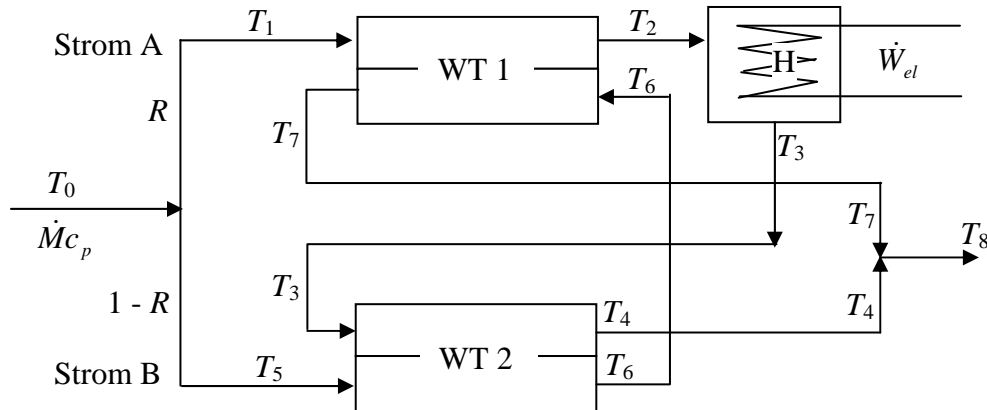 T₁
T₂
Strom A
WT 1
H
Ẇₑₗ
T₆
R
T₇
T₃
T₀
T₇
Ṁcₚ
T₈
T₃
1 - R
T₄
T₄
WT 2
Strom B
T₅
T₆